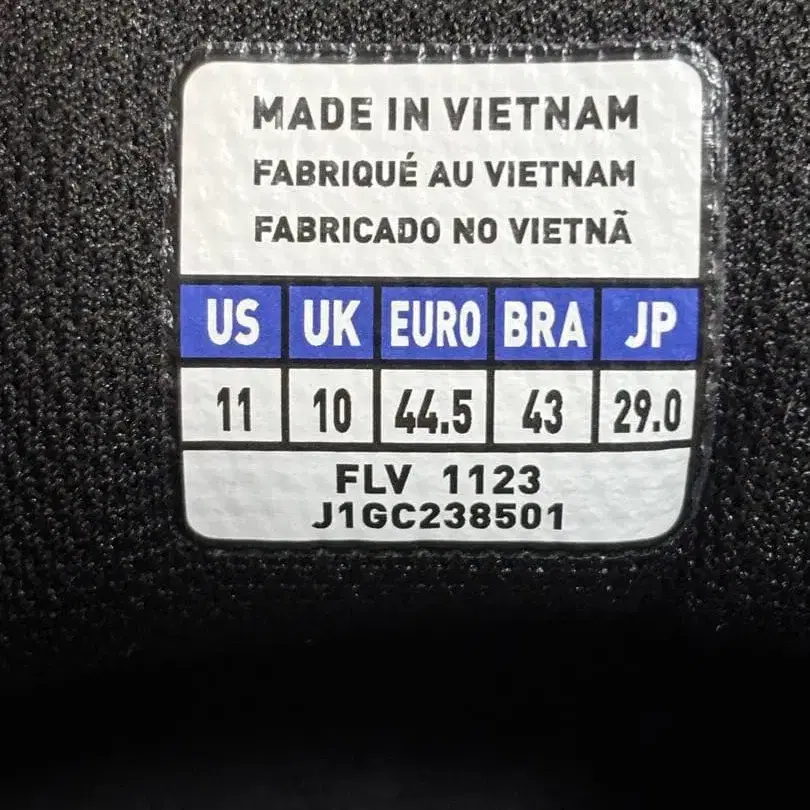 MADE IN VIETNAM
FABRIQUÉ AU VIETNAM
FABRICADO NO VIETNÃ
US UK EURO BRA JP
11 10 44.5 43 29.0
FLV 1123
J1GC238501